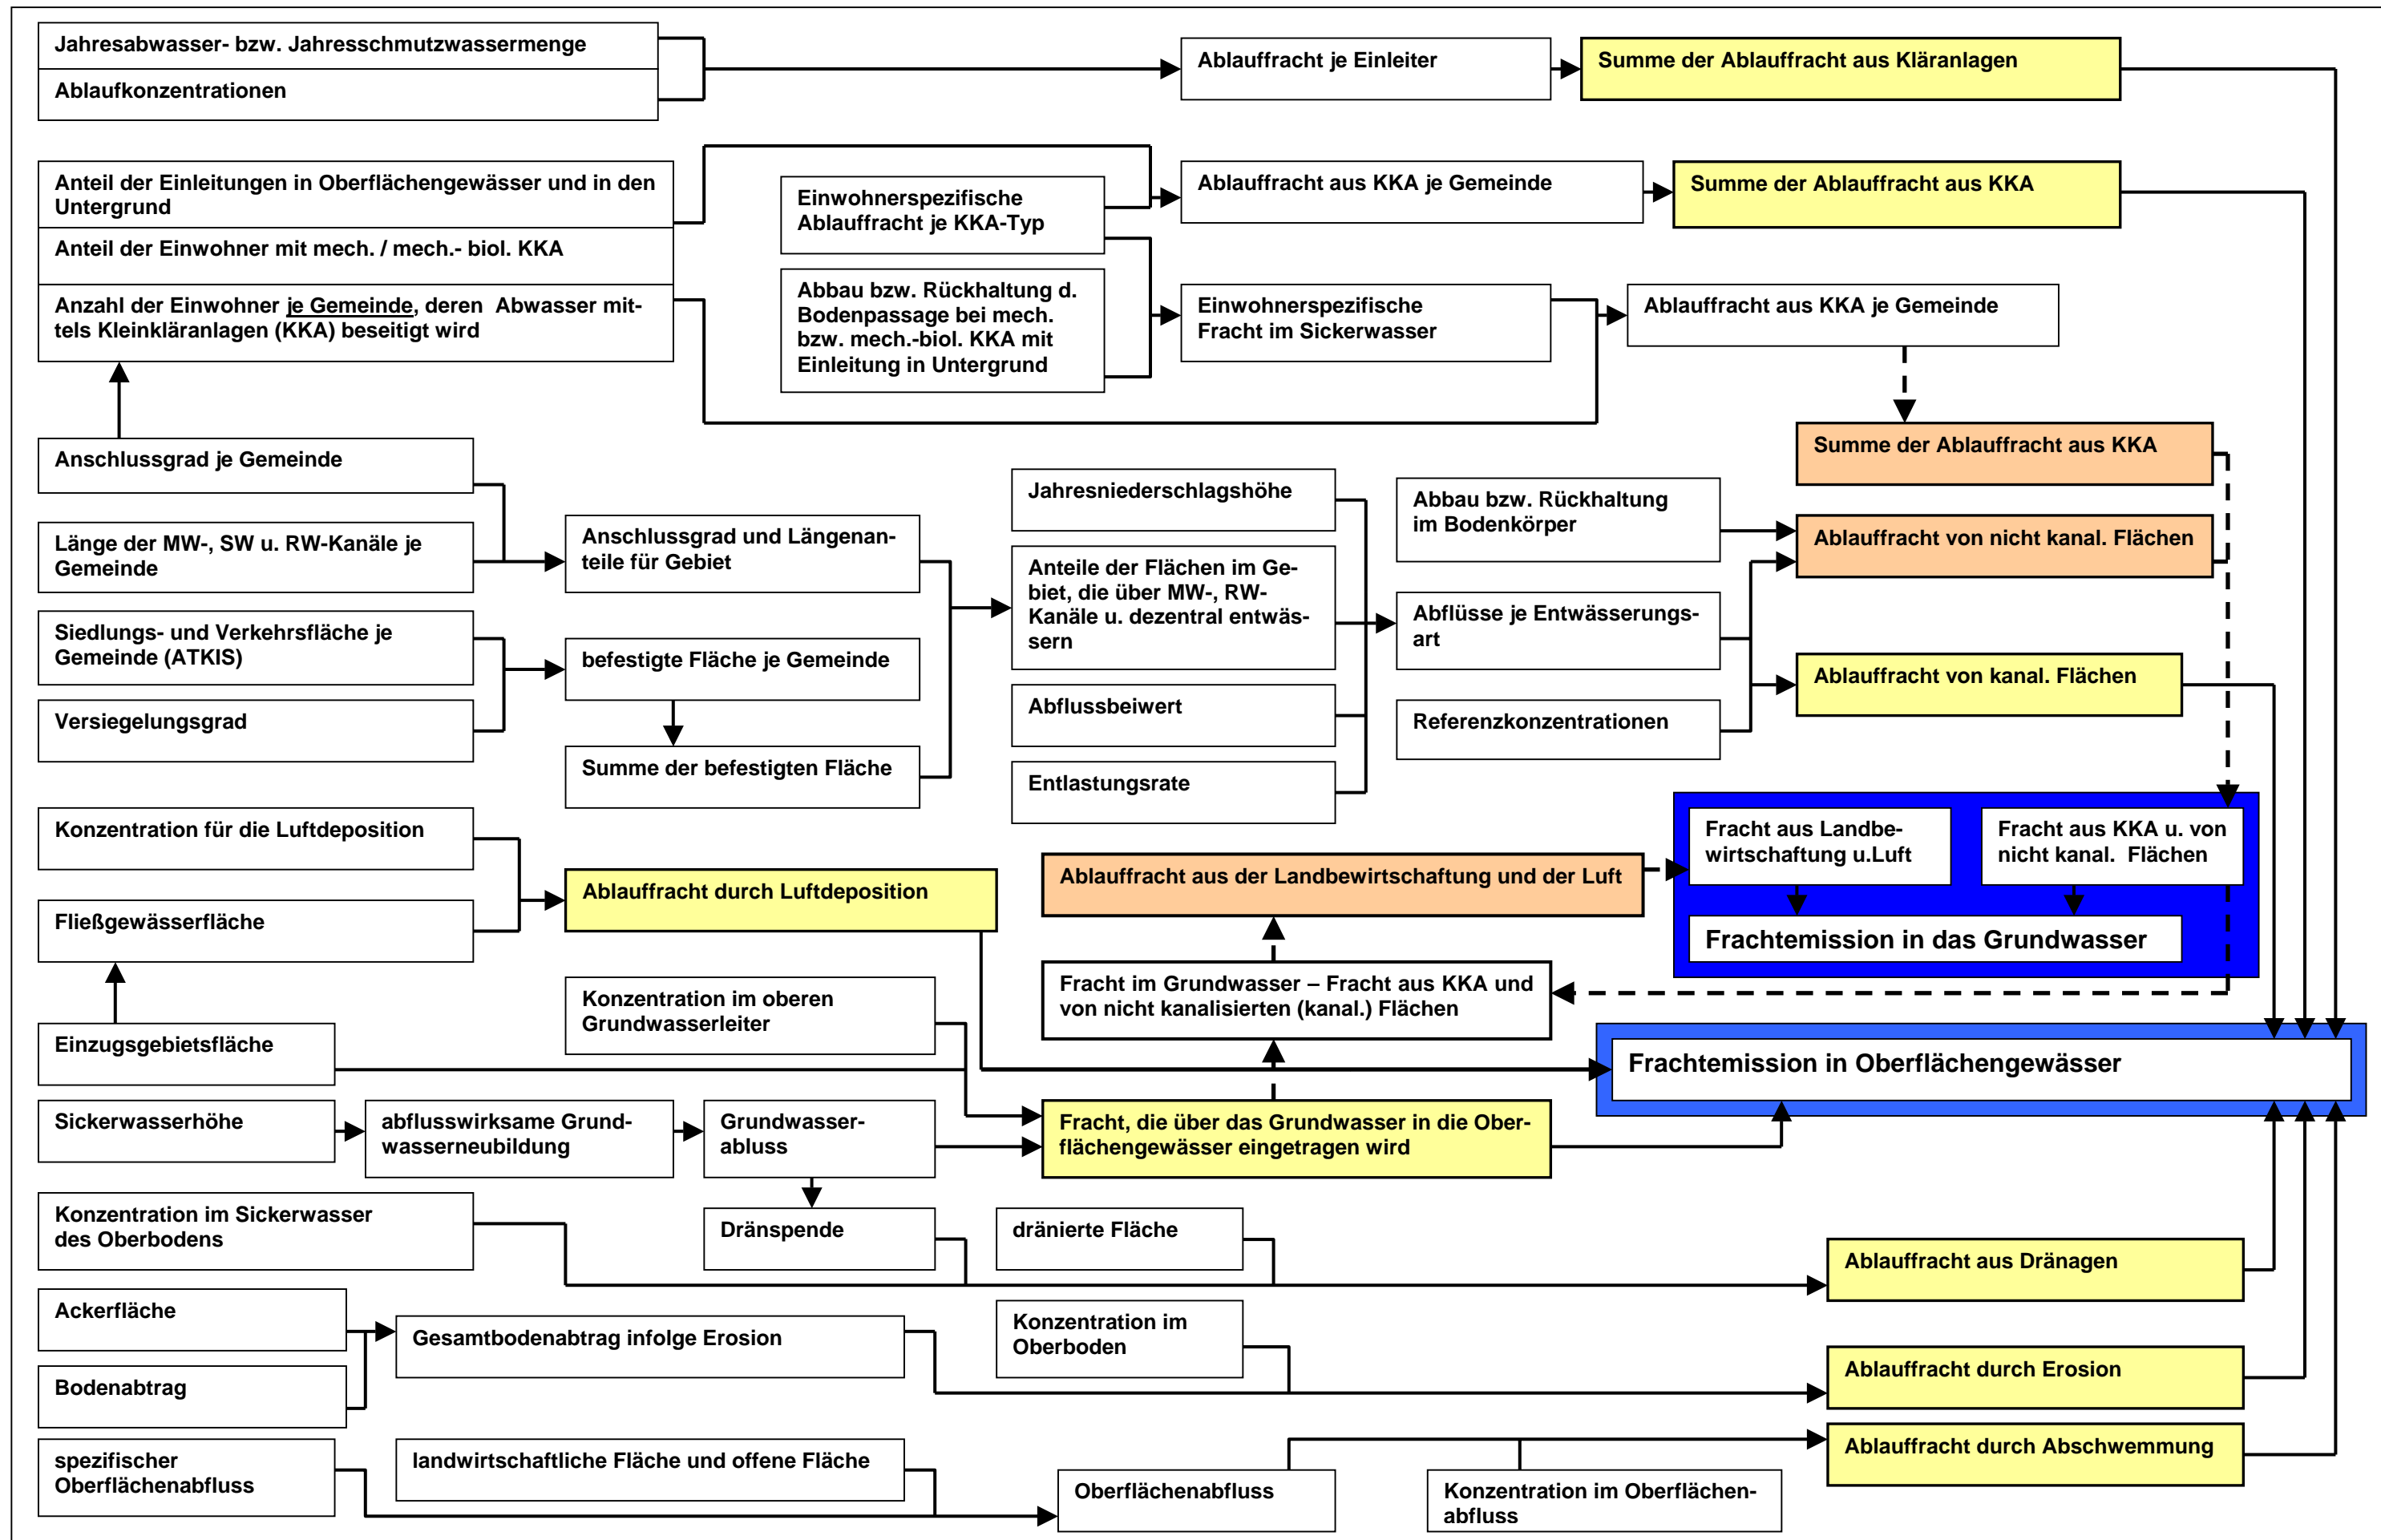 Jahresabwasser- bzw. Jahresschmutzwassermenge
Ablaufkonzentrationen
Ablauffracht je Einleiter
Summe der Ablauffracht aus Kläranlagen
Anteil der Einleitungen in Oberflächengewässer und in den
Untergrund
Anteil der Einwohner mit mech. / mech.- biol. KKA
Anzahl der Einwohner je Gemeinde, deren Abwasser mit-
tels Kleinkläranlagen (KKA) beseitigt wird
Einwohnerspezifische
Ablauffracht je KKA-Typ
Abbau bzw. Rückhaltung d.
Bodenpassage bei mech.
bzw. mech.-biol. KKA mit
Einleitung in Untergrund
Ablauffracht aus KKA je Gemeinde
Summe der Ablauffracht aus KKA
Einwohnerspezifische
Fracht im Sickerwasser
Ablauffracht aus KKA je Gemeinde
Summe der Ablauffracht aus KKA
Anschlussgrad je Gemeinde
Länge der MW-, SW u. RW-Kanäle je
Gemeinde
Siedlungs- und Verkehrsfläche je
Gemeinde (ATKIS)
Versiegelungsgrad
Anschlussgrad und Längenan-
teile für Gebiet
befestigte Fläche je Gemeinde
Summe der befestigten Fläche
Jahresniederschlagshöhe
Anteile der Flächen im Ge-
biet, die über MW-, RW-
Kanäle u. dezentral entwäs-
sern
Abflussbeiwert
Entlastungsrate
Abbau bzw. Rückhaltung
im Bodenkörper
Abflüsse je Entwässerungs-
art
Referenzkonzentrationen
Ablauffracht von nicht kanal. Flächen
Ablauffracht von kanal. Flächen
Konzentration für die Luftdeposition
Fließgewässerfläche
Ablauffracht durch Luftdeposition
Ablauffracht aus der Landbewirtschaftung und der Luft
Fracht aus Landbe-
wirtschaftung u.Luft
Fracht aus KKA u. von
nicht kanal. Flächen
Frachtemission in das Grundwasser
Konzentration im oberen
Grundwasserleiter
Fracht im Grundwasser – Fracht aus KKA und
von nicht kanalisierten (kanal.) Flächen
Einzugsgebietsfläche
Frachtemission in Oberflächengewässer
Sickerwasserhöhe
abflusswirksame Grund-
wasserneubildung
Grundwasser-
abluss
Fracht, die über das Grundwasser in die Ober-
flächengewässer eingetragen wird
Konzentration im Sickerwasser
des Oberbodens
Dränspende
dränierte Fläche
Ablauffracht aus Dränagen
Ackerfläche
Bodenabtrag
Gesamtbodenabtrag infolge Erosion
Konzentration im
Oberboden
Ablauffracht durch Erosion
spezifischer
Oberflächenabfluss
landwirtschaftliche Fläche und offene Fläche
Oberflächenabfluss
Konzentration im Oberflächen-
abfluss
Ablauffracht durch Abschwemmung